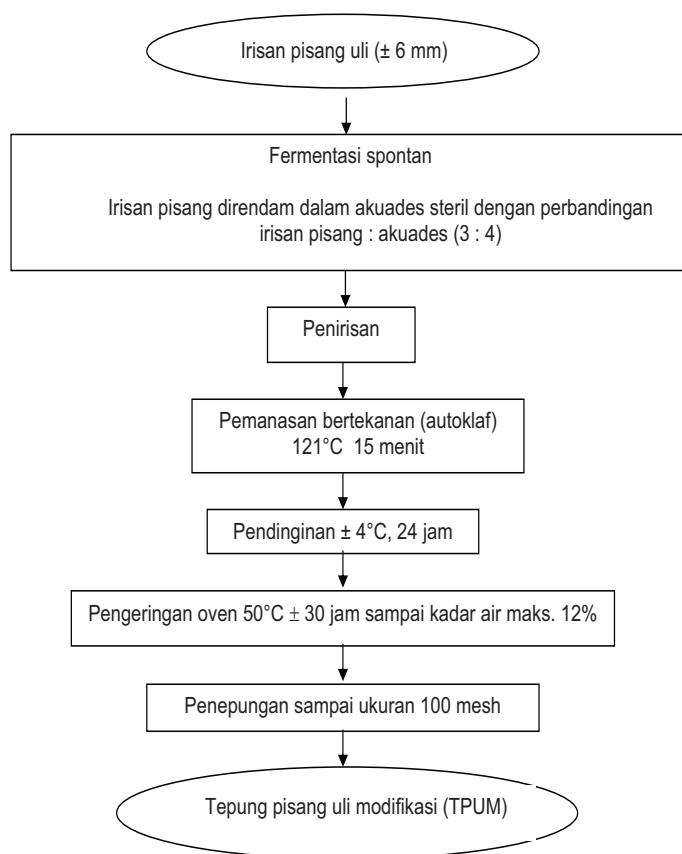 Irisan pisang uli (± 6 mm)
Fermentasi spontan
Irisan pisang direndam dalam akuades steril dengan perbandingan
irisan pisang : akuades (3 : 4)
Penirisan
Pemanasan bertekanan (autoklaf)
121°C 15 menit
Pendinginan ± 4°C, 24 jam
Pengeringan oven 50°C ± 30 jam sampai kadar air maks. 12%
Penepungan sampai ukuran 100 mesh
Tepung pisang uli modifikasi (TPUM)